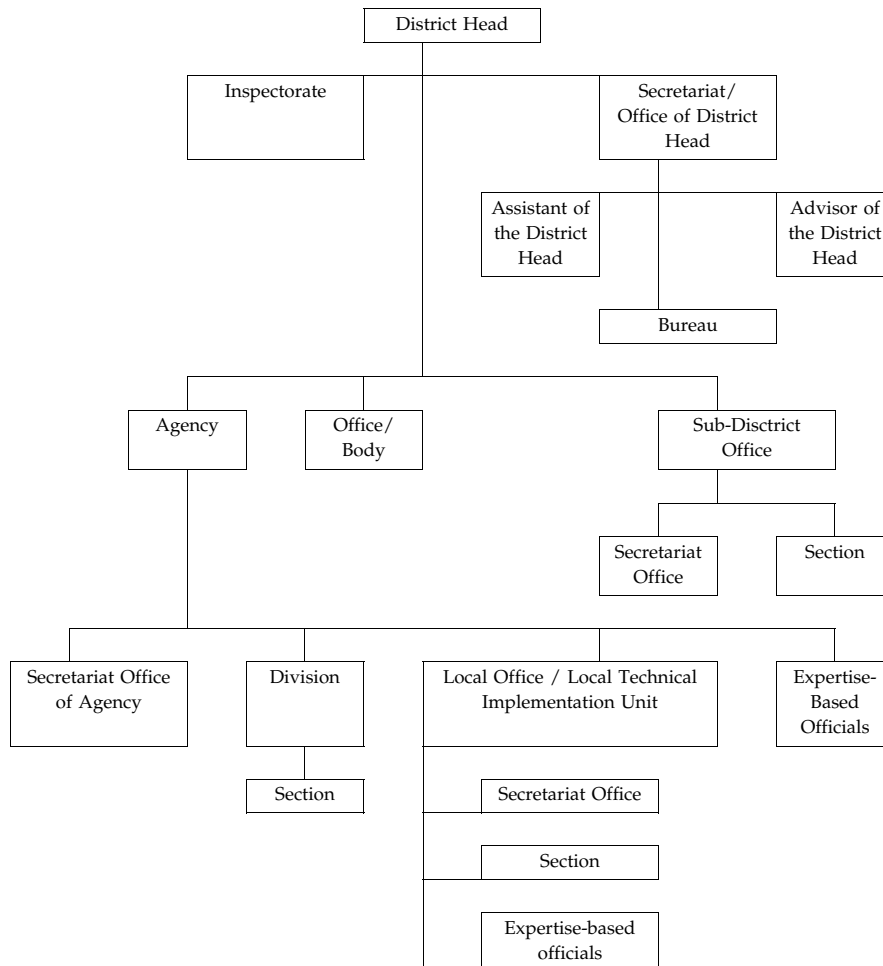 District Head
Inspectorate
Secretariat/
Office of District
Head
Assistant of
the District
Head
Advisor of
the District
Head
Bureau
Agency
Office/
Body
Sub-Disctrict
Office
Secretariat
Office
Section
Secretariat Office
of Agency
Division
Local Office / Local Technical
Implementation Unit
Expertise-
Based
Officials
Section
Secretariat Office
Section
Expertise-based
officials